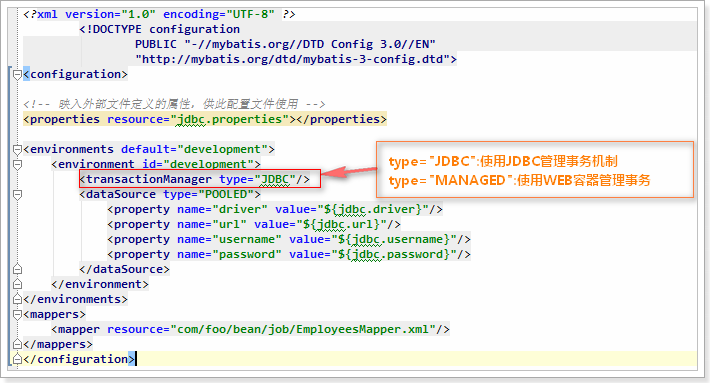 <?xml version="1.0" encoding="UTF-8" ?>
<!DOCTYPE configuration
PUBLIC "-//mybatis.org//DTD Config 3.0//EN"
"http://mybatis.org/dtd/mybatis-3-config.dtd">
<configuration>
<!-- 映入外部文件定义的属性，供此配置文件使用 -->
<properties resource="jdbc.properties"></properties>
<environments default="development">
<environment id="development">
<transactionManager type="JDBC"/>
type="JDBC":使用JDBC管理事务机制
type="MANAGED":使用WEB容器管理事务
<dataSource type="POOLED">
<property name="driver" value="${jdbc.driver}"/>
<property name="url" value="${jdbc.url}"/>
<property name="username" value="${jdbc.username}"/>
<property name="password" value="${jdbc.password}"/>
</dataSource>
</environment>
</environments>
<mappers>
<mapper resource="com/foo/bean/job/EmployeesMapper.xml"/>
</mappers>
</configuration>